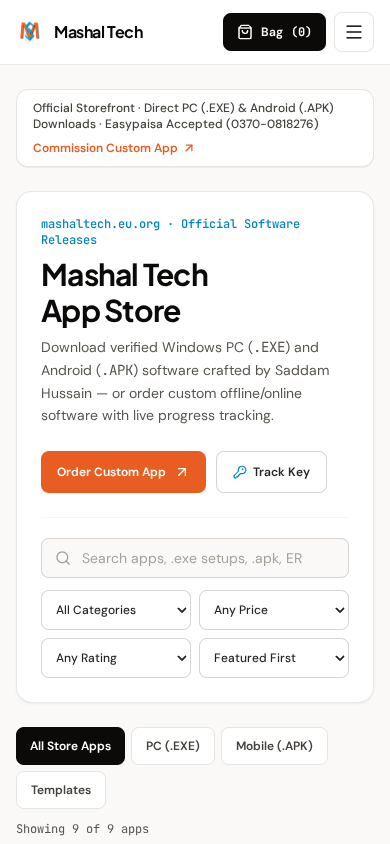 Mashal Tech
Bag (0)
Official Storefront · Direct PC (.EXE) & Android (.APK)
Downloads · Easypaisa Accepted (0370-0818276)
Commission Custom App
mashaltech.eu.org · Official Software
Releases
Mashal Tech
App Store
Download verified Windows PC (.EXE) and
Android (.APK) software crafted by Saddam
Hussain — or order custom offline/online
software with live progress tracking.
Order Custom App
Track Key
Search apps, .exe setups, .apk, ER
All Categories
Any Price
Any Rating
Featured First
All Store Apps
PC (.EXE)
Mobile (.APK)
Templates
Showing 9 of 9 apps